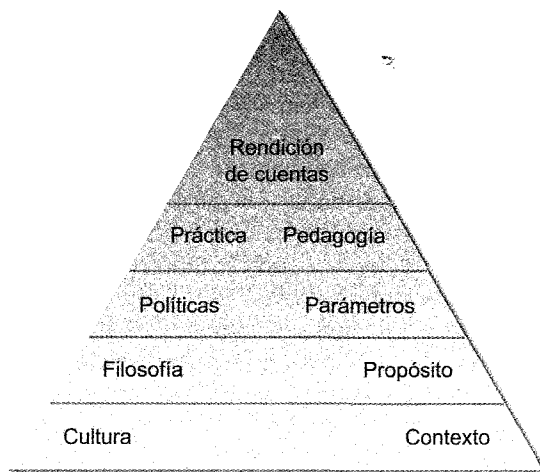 Rendición
de cuentas
Práctica Pedagogía
Políticas Parámetros
Filosofía Propósito
Cultura Contexto